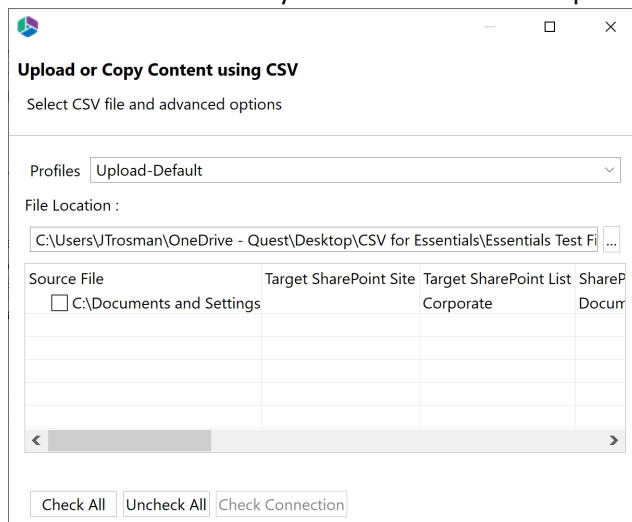 Upload or Copy Content using CSV
Select CSV file and advanced options
Profiles Upload-Default
File Location :
C:\Users\JTrosman\OneDrive - Quest\Desktop\CSV for Essentials\Essentials Test Fi ...
Source File Target SharePoint Site Target SharePoint List ShareP
C:\Documents and Settings Corporate Docum
Check All Uncheck All Check Connection